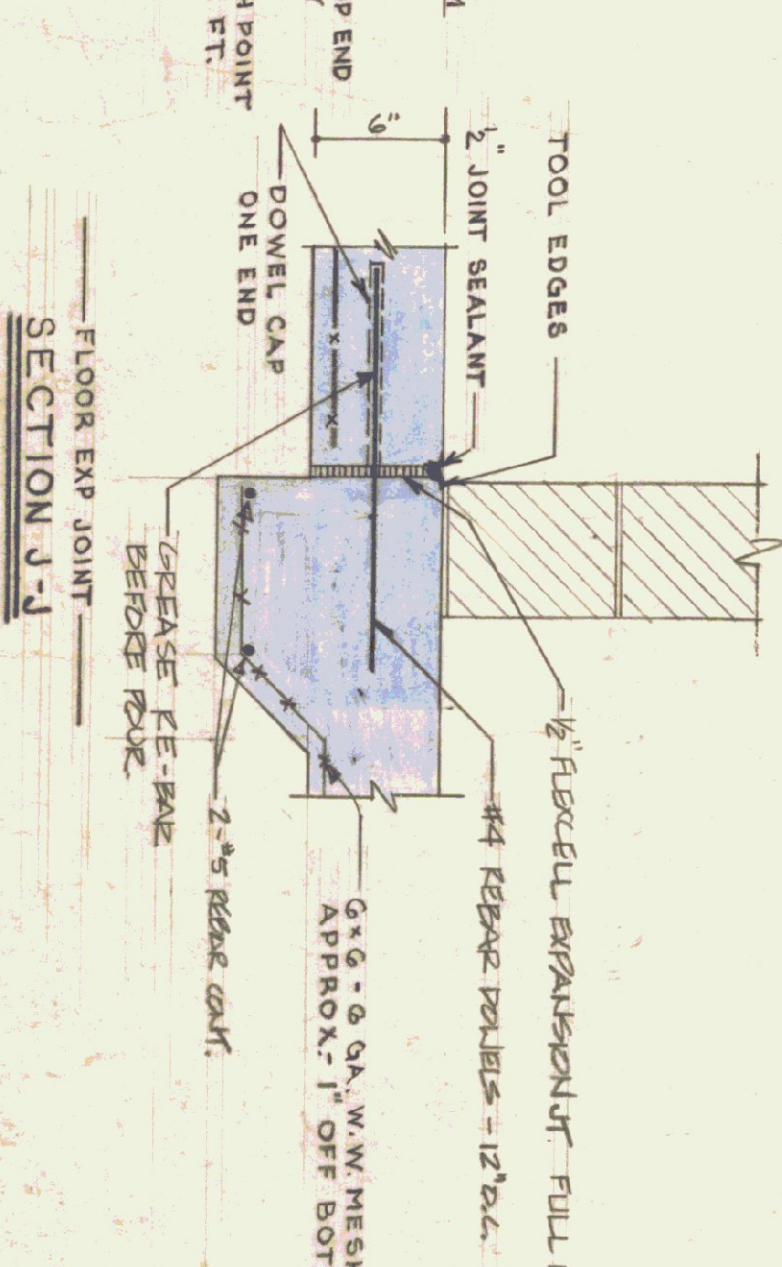 P END
H POINT
FT.
6"
TOOL EDGES
1/2" JOINT SEALANT
DOWEL CAP
ONE END
1/2" FLEXCELL EXPANSION JT. FULL
#4 REBAR DOWELS - 12" O.C.
6x6 - 6 GA. W.W. MESH
APPROX. - 1" OFF BOT
2 - #5 REBAR CONT.
GREASE RE-BAR
BEFORE POUR
FLOOR EXP JOINT
SECTION J-J